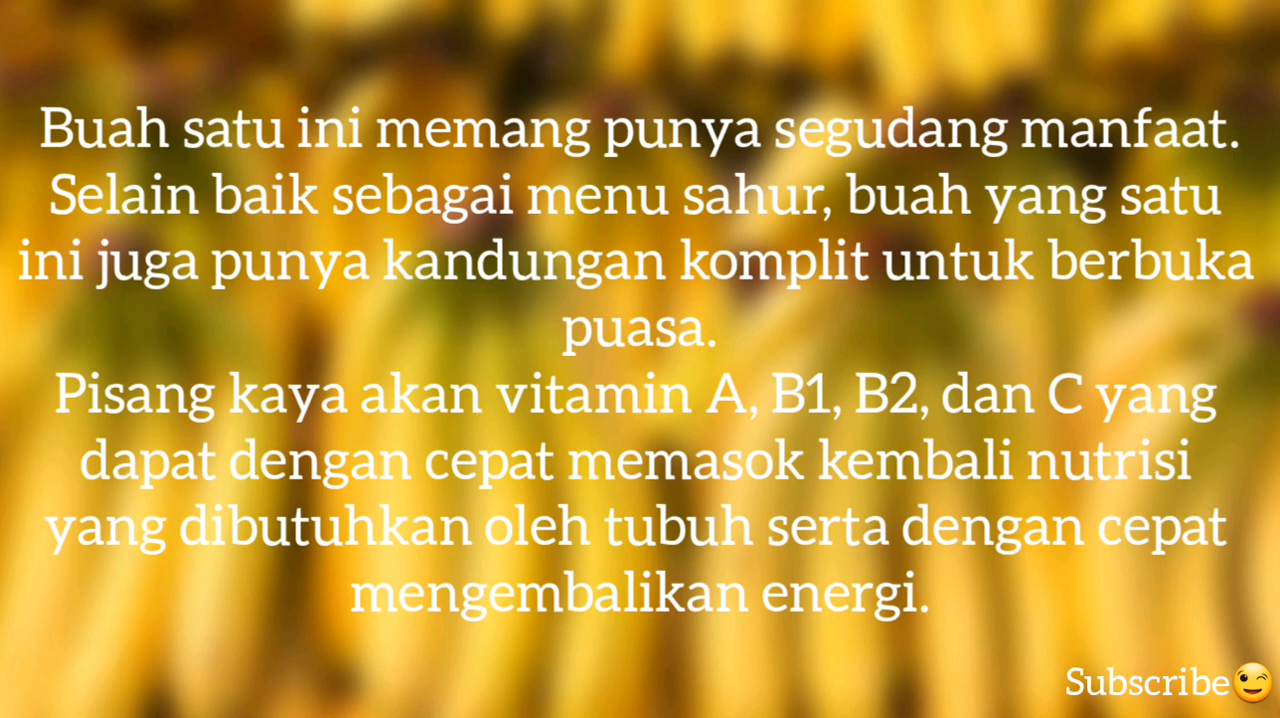 Buah satu ini memang punya segudang manfaat.
Selain baik sebagai menu sahur, buah yang satu
ini juga punya kandungan komplit untuk berbuka
puasa.
Pisang kaya akan vitamin A, B1, B2, dan C yang
dapat dengan cepat memasok kembali nutrisi
yang dibutuhkan oleh tubuh serta dengan cepat
mengembalikan energi.
Subscribe😉